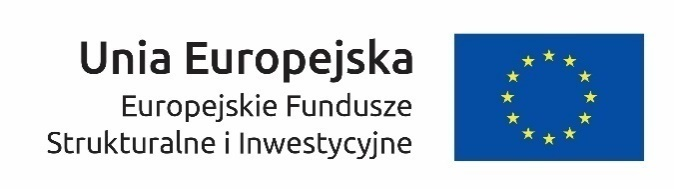 Unia Europejska
Europejskie Fundusze
Strukturalne i Inwestycyjne